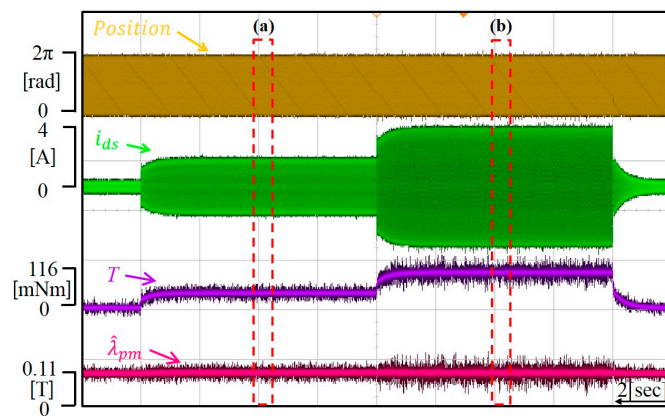 (a)
(b)
Position
2π
[rad]
0
4
[A]
0
i_ds
116
[mNm]
0
T
0.11
[T]
0
λ̂_pm
2 sec